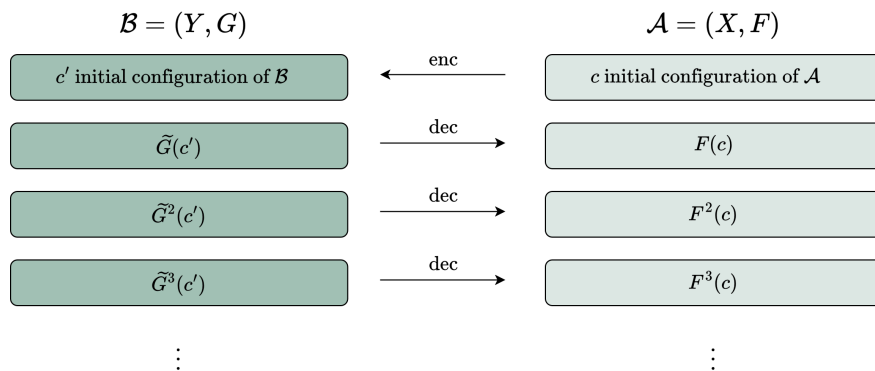 𝓑 = (Y, G) 𝓐 = (X, F)
c′ initial configuration of 𝓑 enc c initial configuration of 𝓐
G̃(c′) dec F(c)
G̃²(c′) dec F²(c)
G̃³(c′) dec F³(c)
⋮ ⋮